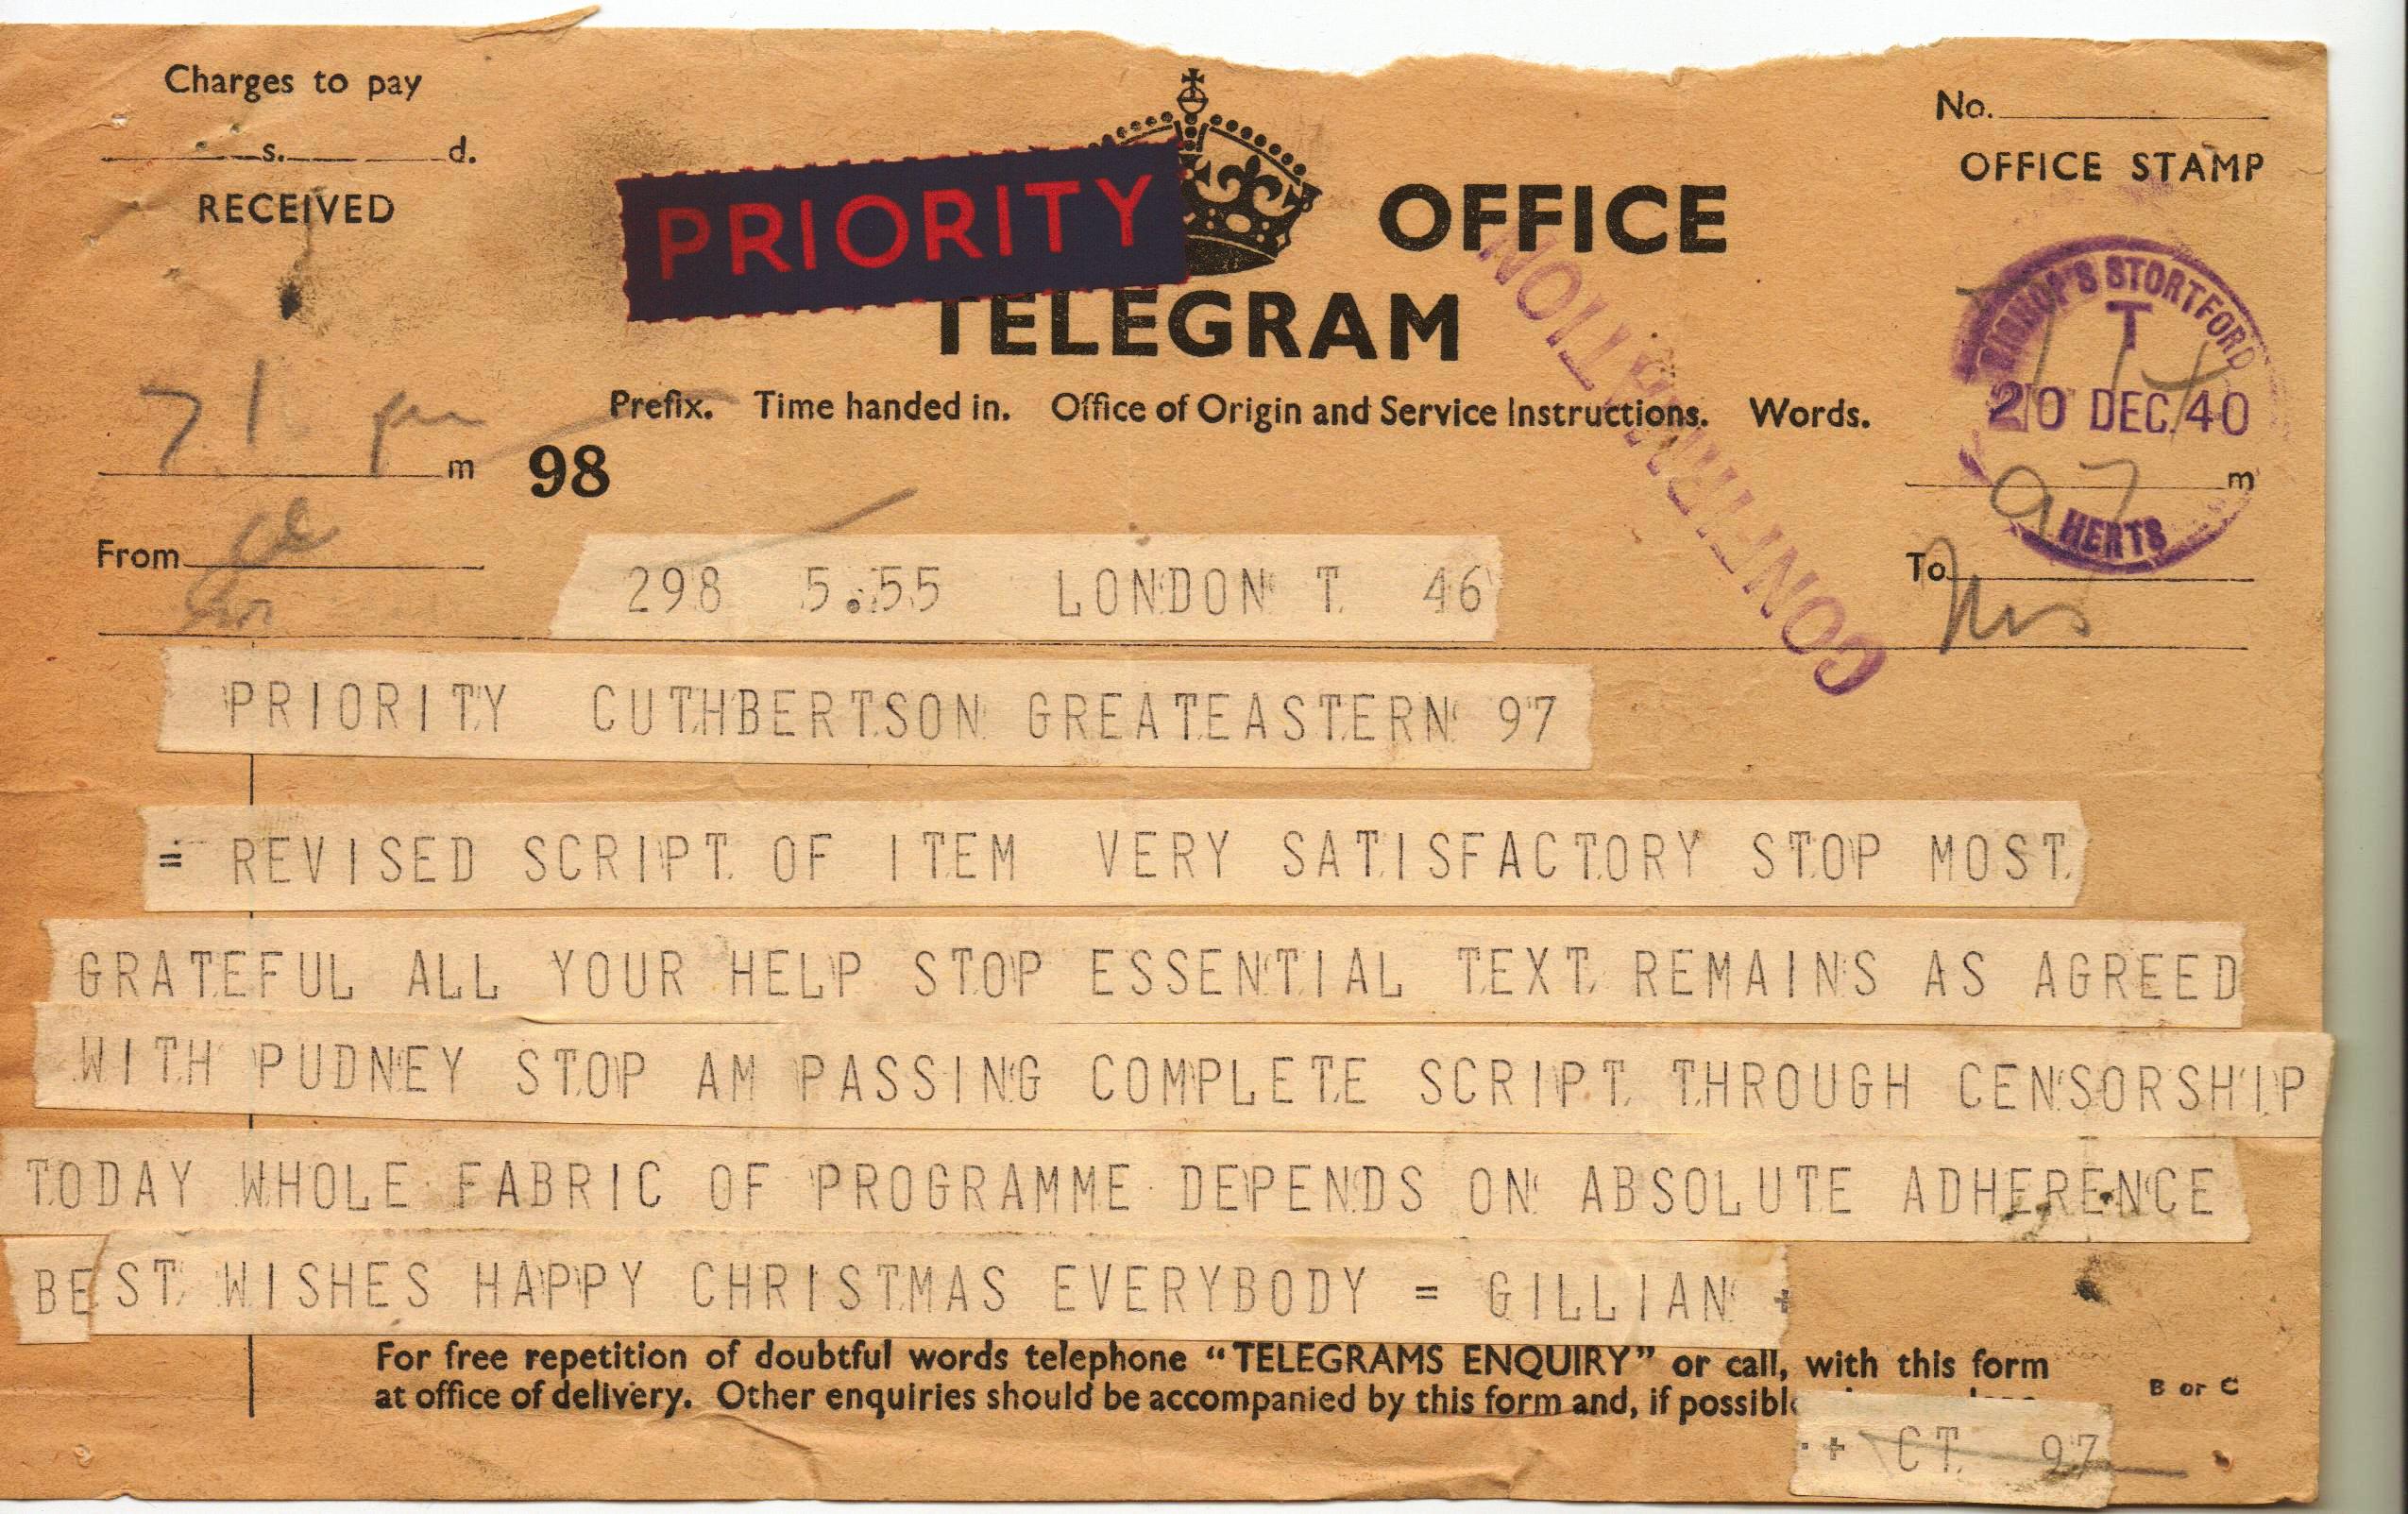 Charges to pay
s. d.
RECEIVED
No.
OFFICE STAMP
PRIORITY
OFFICE
TELEGRAM
BISHOP'S STORTFORD
T
20 DEC. 40
HERTS
CONFIRMATION
Prefix. Time handed in. Office of Origin and Service Instructions. Words.
71 pm
m
98
97
m
From
To
298 5.55 LONDON T 46
PRIORITY CUTHBERTSON GREATEASTERN 97
= REVISED SCRIPT OF ITEM VERY SATISFACTORY STOP MOST
GRATEFUL ALL YOUR HELP STOP ESSENTIAL TEXT REMAINS AS AGREED
WITH PUDNEY STOP AM PASSING COMPLETE SCRIPT THROUGH CENSORSHIP
TODAY WHOLE FABRIC OF PROGRAMME DEPENDS ON ABSOLUTE ADHERENCE
BEST WISHES HAPPY CHRISTMAS EVERYBODY = GILLIAN +
For free repetition of doubtful words telephone "TELEGRAMS ENQUIRY" or call, with this form
at office of delivery. Other enquiries should be accompanied by this form and, if possible
B or C
+ CT 97